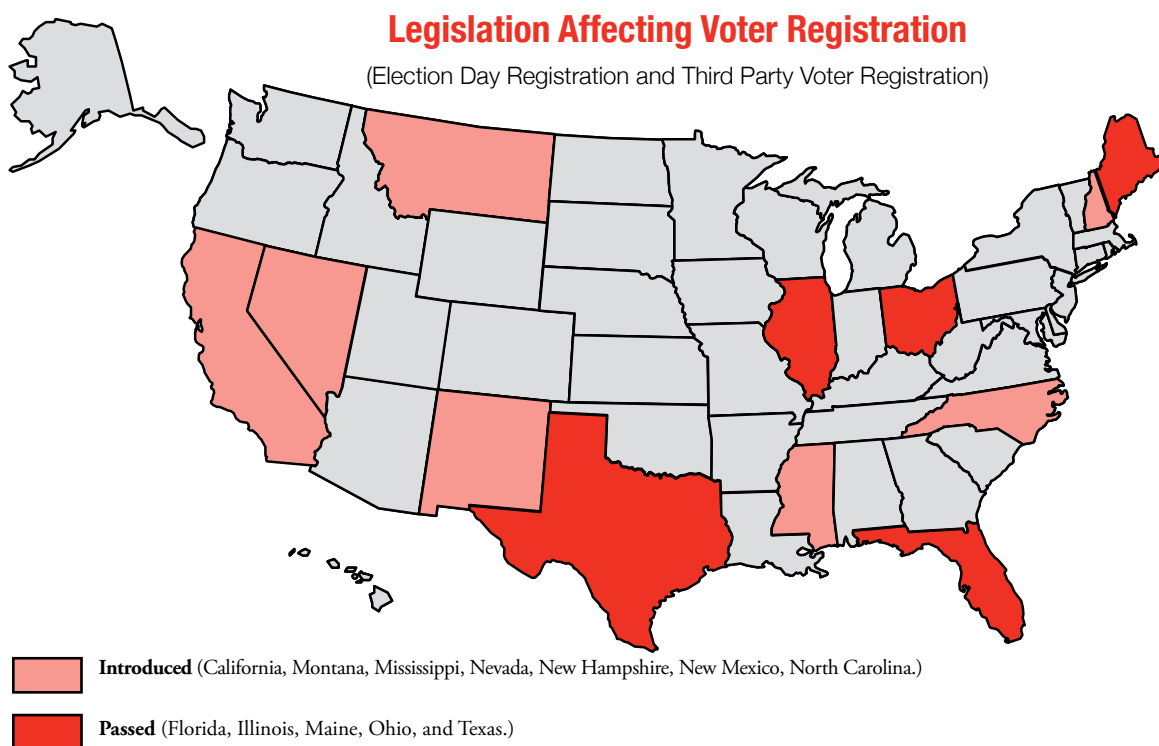 Legislation Affecting Voter Registration
(Election Day Registration and Third Party Voter Registration)
Introduced (California, Montana, Mississippi, Nevada, New Hampshire, New Mexico, North Carolina.)
Passed (Florida, Illinois, Maine, Ohio, and Texas.)